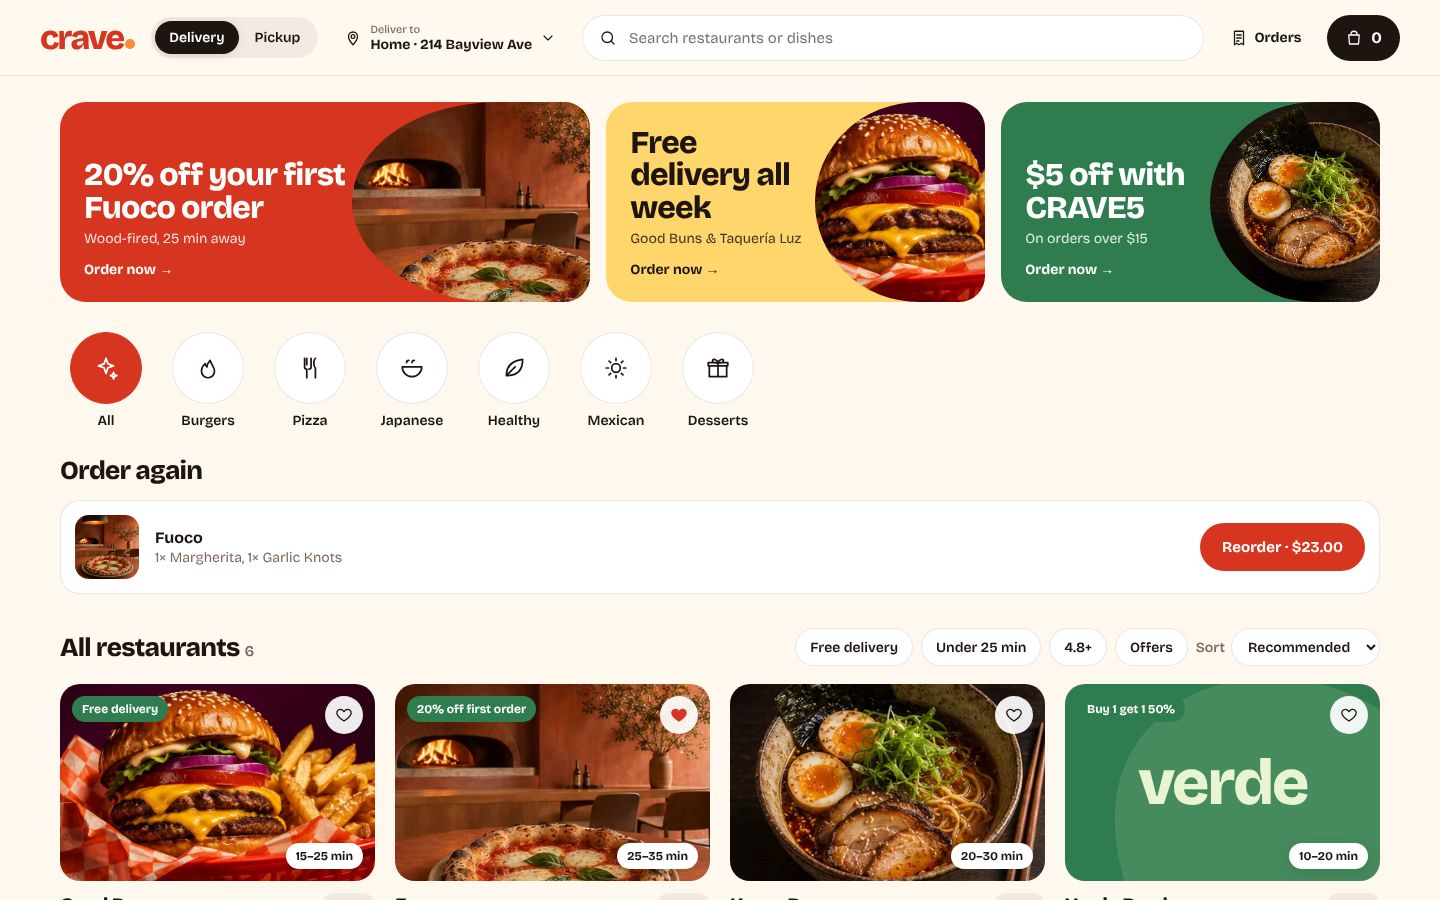 crave.
Delivery
Pickup
Deliver to
Home · 214 Bayview Ave
Search restaurants or dishes
Orders
0
20% off your first
Fuoco order
Wood-fired, 25 min away
Order now →
Free
delivery all
week
Good Buns & Taquería Luz
Order now →
$5 off with
CRAVE5
On orders over $15
Order now →
All
Burgers
Pizza
Japanese
Healthy
Mexican
Desserts
Order again
Fuoco
1× Margherita, 1× Garlic Knots
Reorder · $23.00
All restaurants 6
Free delivery
Under 25 min
4.8+
Offers
Sort
Recommended
Free delivery
15–25 min
20% off first order
25–35 min
20–30 min
Buy 1 get 1 50%
verde
10–20 min